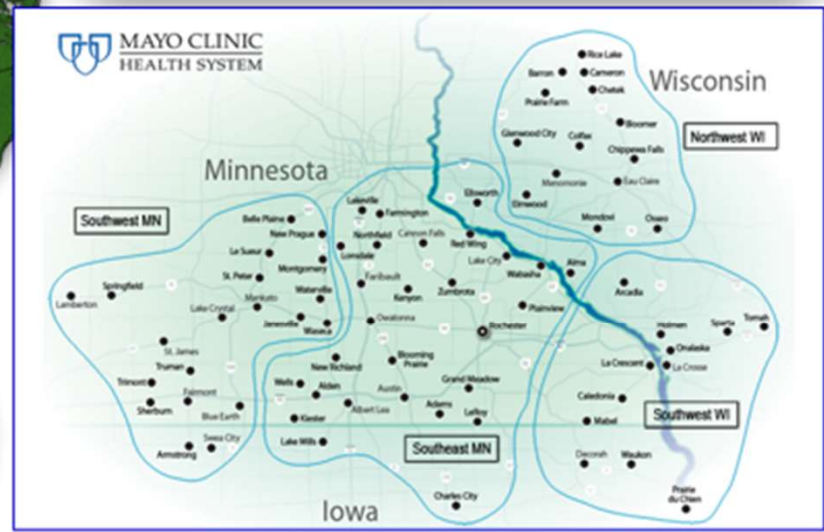 MAYO CLINIC
HEALTH SYSTEM
Wisconsin
Northwest WI
Rice Lake
Barron
Cameron
Chetek
Prairie Farm
Bloomer
Glenwood City
Colfax
Chippewa Falls
Menomonie
Eau Claire
Elmwood
Mondovi
Osseo
Minnesota
Southwest MN
Belle Plaine
New Prague
Le Sueur
Montgomery
St. Peter
Springfield
Lamberton
Mankato
Waterville
Lake Crystal
Janesville
Waseca
St. James
Truman
Trimont
Fairmont
Sherburn
Blue Earth
Swea City
Armstrong
Lakeville
Farmington
Ellsworth
Northfield
Cannon Falls
Lonsdale
Red Wing
Lake City
Wabasha
Alma
Faribault
Kenyon
Zumbrota
Plainview
Owatonna
Rochester
Blooming
Prairie
New Richland
Wells
Alden
Austin
Grand Meadow
Albert Lea
Adams
LeRoy
Kiester
Lake Mills
Southeast MN
Charles City
Iowa
Arcadia
Holmen
Sparta
Tomah
Onalaska
La Crescent
La Crosse
Caledonia
Southwest WI
Mabel
Decorah
Waukon
Prairie
du Chien